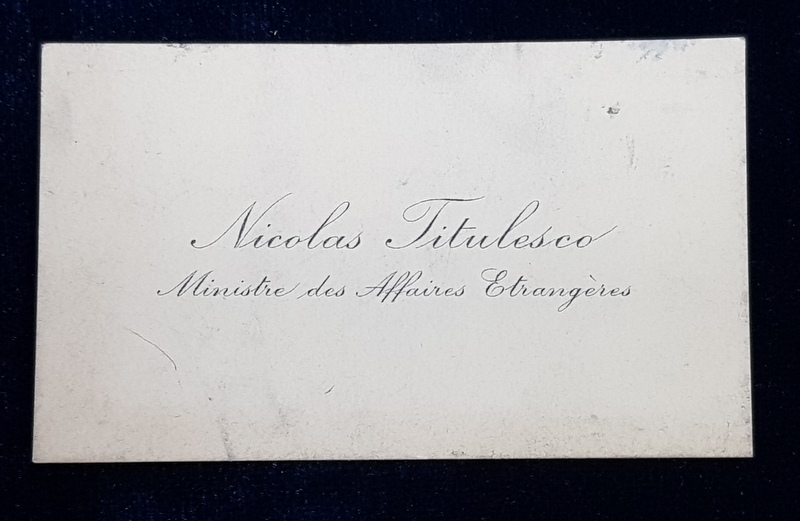 Nicolas Titulesco
Ministre des Affaires Etrangères